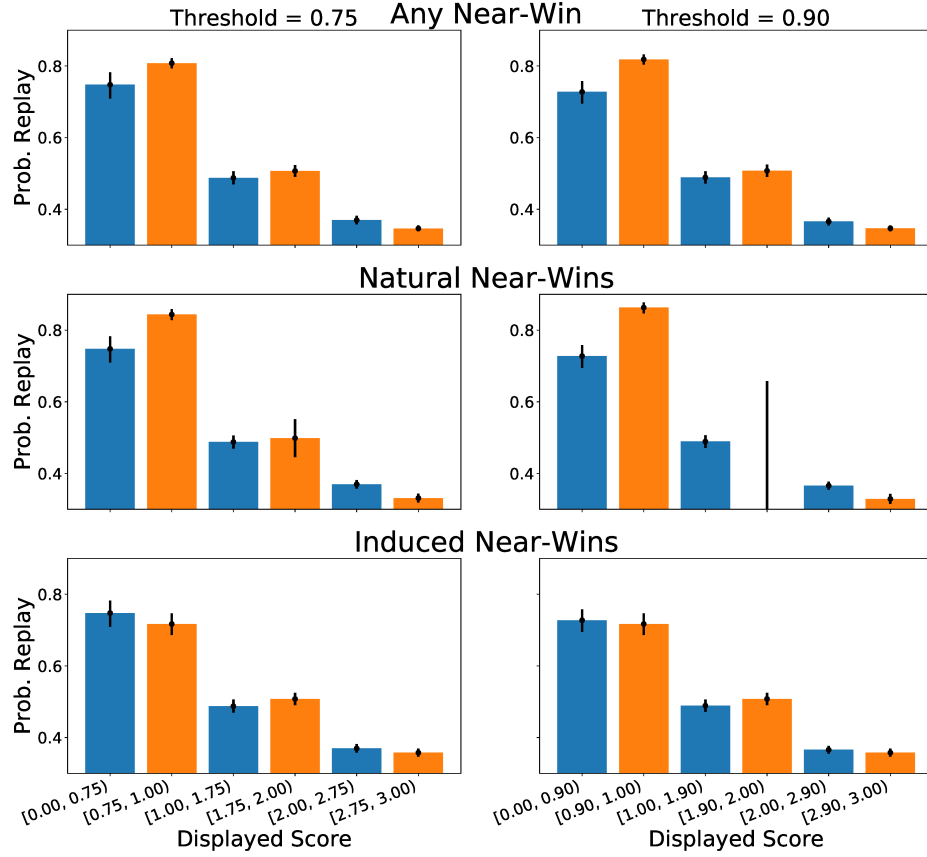 Any Near-Win
Threshold = 0.75
Threshold = 0.90
Prob. Replay
0.8
0.6
0.4
0.8
0.6
0.4
Natural Near-Wins
Prob. Replay
0.8
0.6
0.4
0.8
0.6
0.4
Induced Near-Wins
Prob. Replay
0.8
0.6
0.4
[0.00, 0.75)
[0.75, 1.00)
[1.00, 1.75)
[1.75, 2.00)
[2.00, 2.75)
[2.75, 3.00)
Displayed Score
[0.00, 0.90)
[0.90, 1.00)
[1.00, 1.90)
[1.90, 2.00)
[2.00, 2.90)
[2.90, 3.00)
Displayed Score